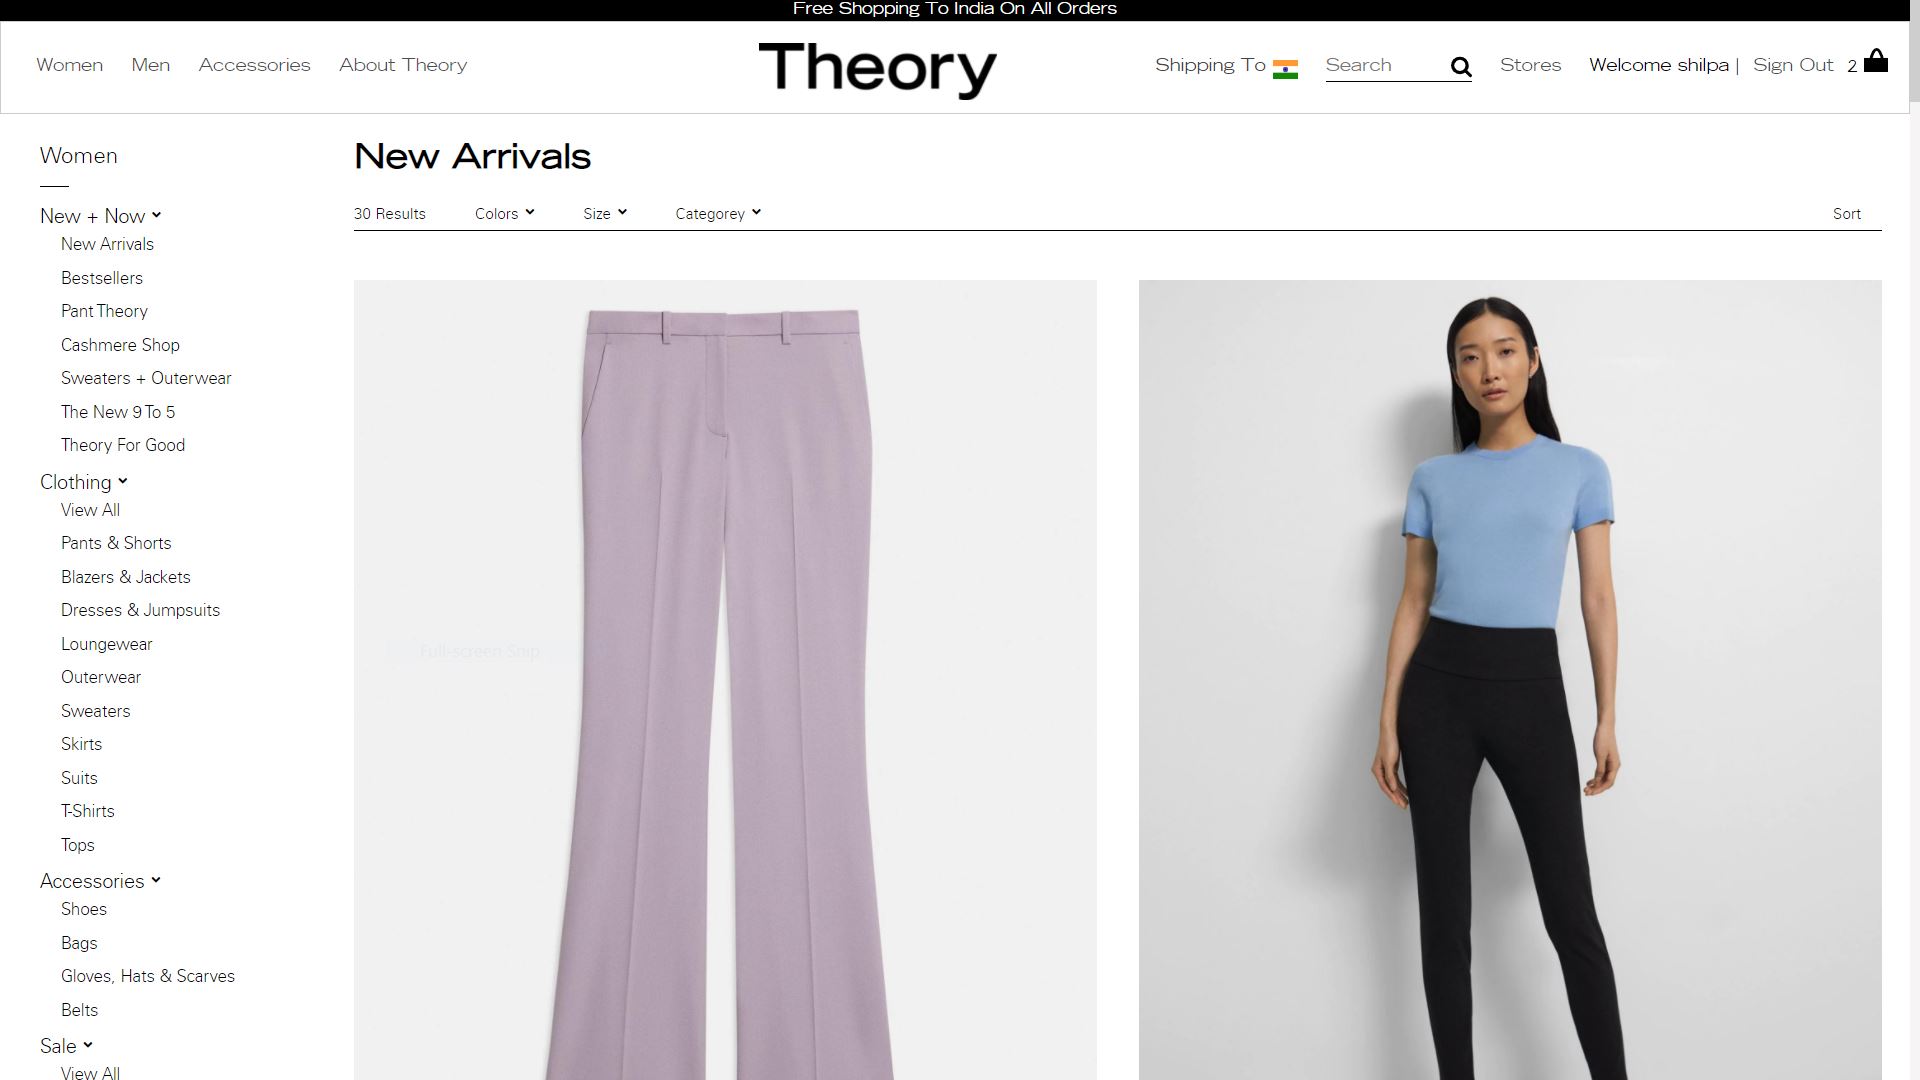 Free Shopping To India On All Orders
Women Men Accessories About Theory
Theory
Shipping To Search Stores Welcome shilpa | Sign Out 2
Women
New + Now
New Arrivals
Bestsellers
Pant Theory
Cashmere Shop
Sweaters + Outerwear
The New 9 To 5
Theory For Good
Clothing
View All
Pants & Shorts
Blazers & Jackets
Dresses & Jumpsuits
Loungewear
Outerwear
Sweaters
Skirts
Suits
T-Shirts
Tops
Accessories
Shoes
Bags
Gloves, Hats & Scarves
Belts
Sale
View All
New Arrivals
30 Results Colors Size Categorey Sort
Full-screen Snip